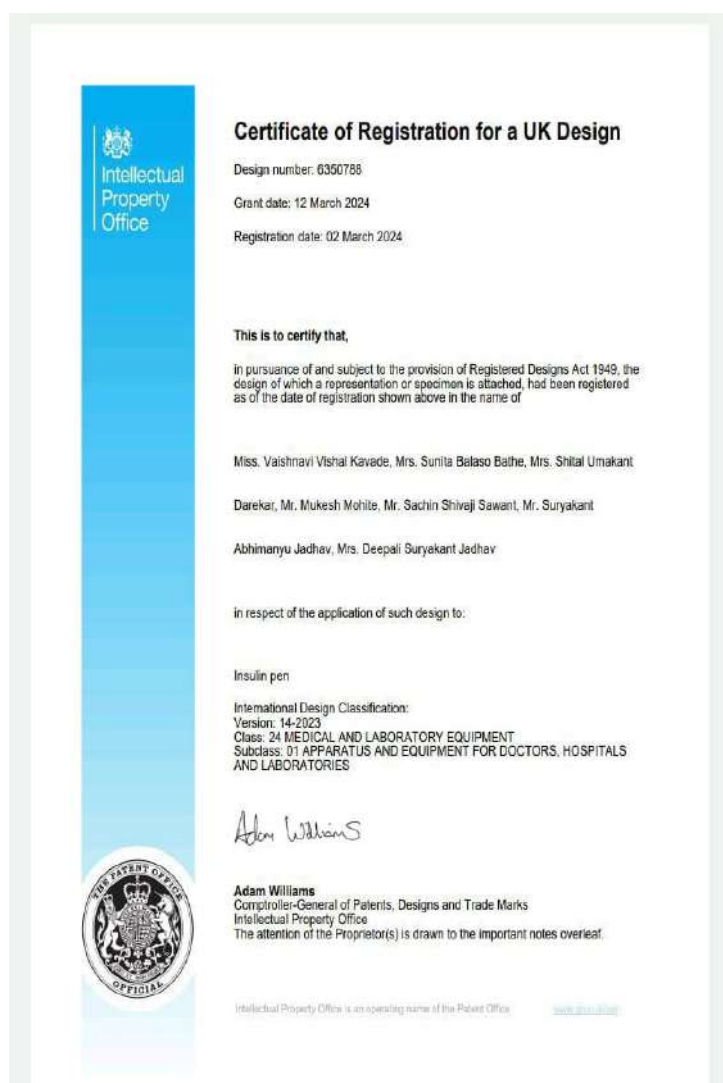 Intellectual
Property
Office
Certificate of Registration for a UK Design
Design number: 6350788
Grant date: 12 March 2024
Registration date: 02 March 2024
This is to certify that,
in pursuance of and subject to the provision of Registered Designs Act 1949, the
design of which a representation or specimen is attached, had been registered
as of the date of registration shown above in the name of
Miss. Vaishnavi Vishal Kavade, Mrs. Sunita Balaso Bathe, Mrs. Shital Umakant
Darekar, Mr. Mukesh Mohite, Mr. Sachin Shivaji Sawant, Mr. Suryakant
Abhimanyu Jadhav, Mrs. Deepali Suryakant Jadhav
in respect of the application of such design to:
Insulin pen
International Design Classification:
Version: 14-2023
Class: 24 MEDICAL AND LABORATORY EQUIPMENT
Subclass: 01 APPARATUS AND EQUIPMENT FOR DOCTORS, HOSPITALS
AND LABORATORIES
Adam Williams
Adam Williams
Comptroller-General of Patents, Designs and Trade Marks
Intellectual Property Office
The attention of the Proprietor(s) is drawn to the important notes overleaf.
THE PATENT OFFICE
OFFICIAL
Intellectual Property Office is an operating name of the Patent Office